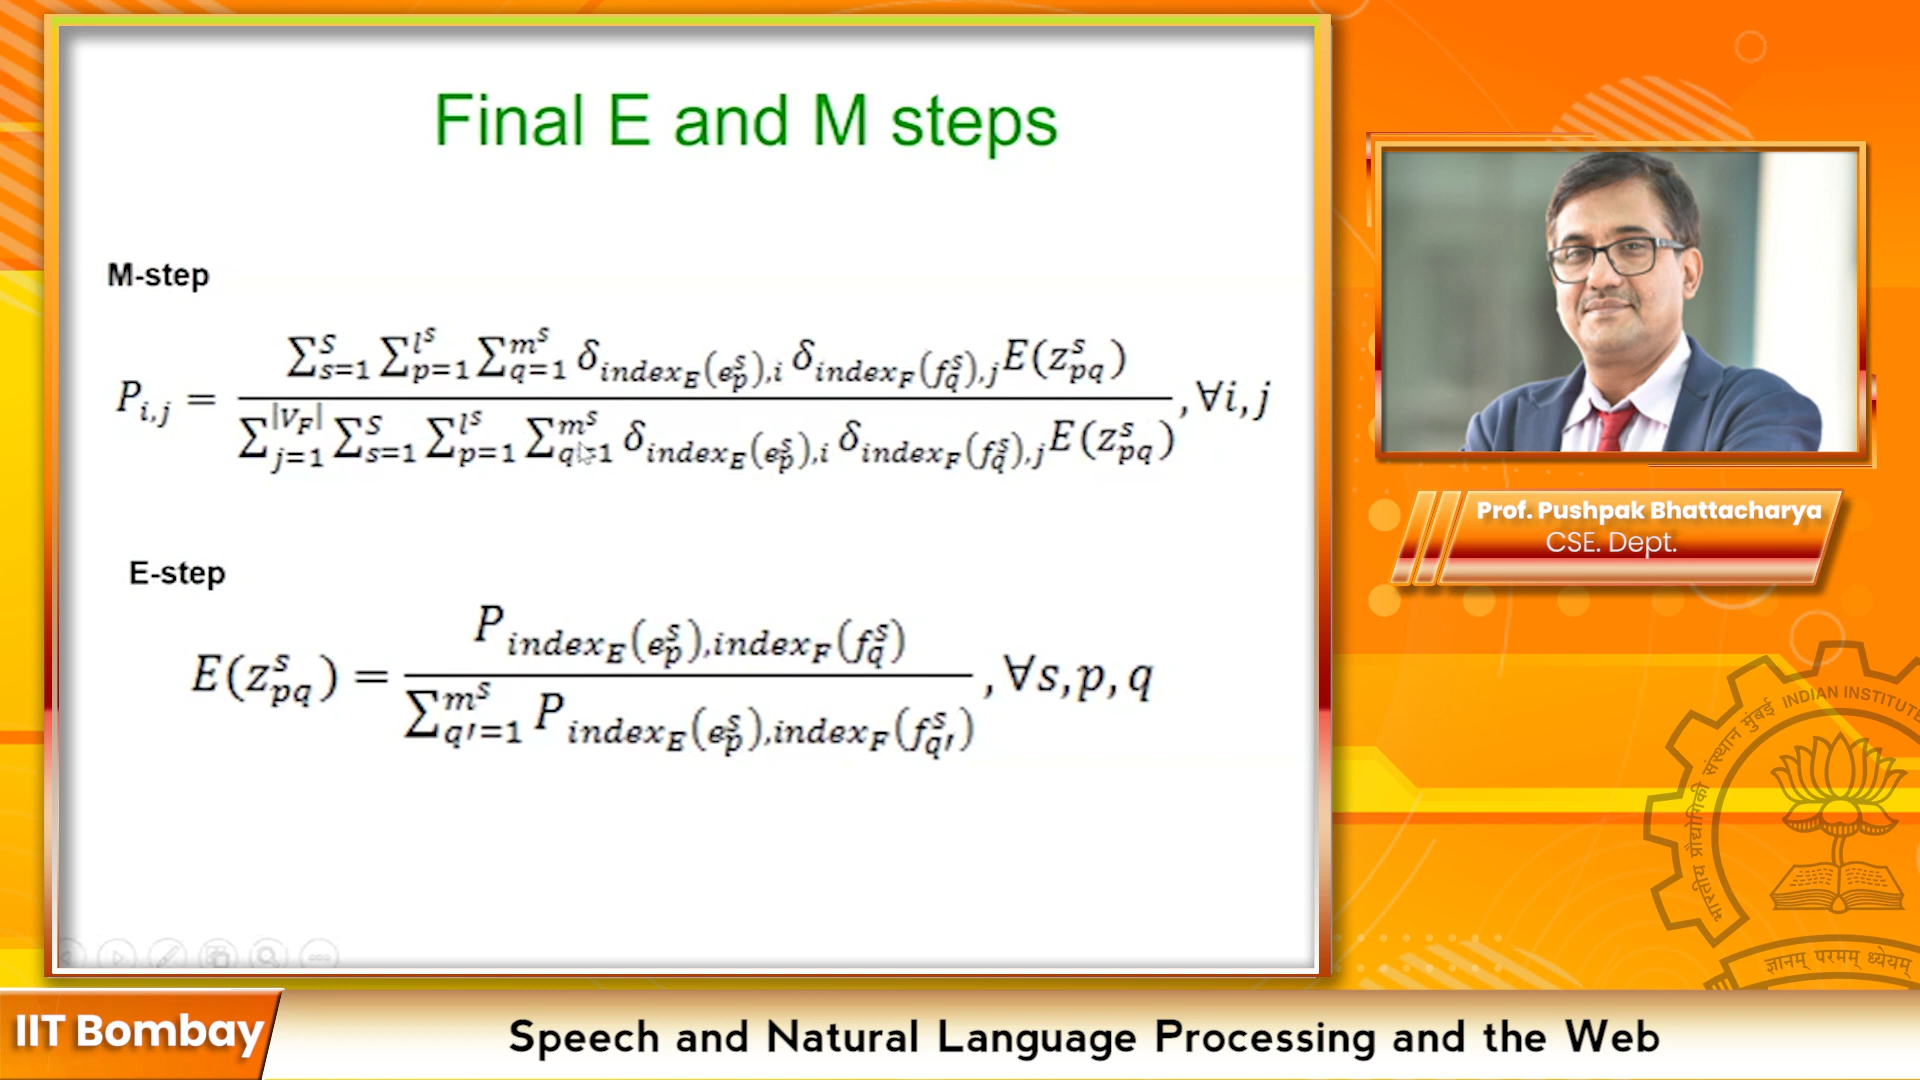 Final E and M steps
M-step
P_{i,j} = \frac{\sum_{s=1}^{S} \sum_{p=1}^{l^s} \sum_{q=1}^{m^s} \delta_{index_E(e_p^s),i} \delta_{index_F(f_q^s),j} E(z_{pq}^s)}{\sum_{j=1}^{|V_F|} \sum_{s=1}^{S} \sum_{p=1}^{l^s} \sum_{q=1}^{m^s} \delta_{index_E(e_p^s),i} \delta_{index_F(f_q^s),j} E(z_{pq}^s)}, ∀i,j
E-step
E(z_{pq}^s) = \frac{P_{index_E(e_p^s),index_F(f_q^s)}}{\sum_{q'=1}^{m^s} P_{index_E(e_p^s),index_F(f_{q'}^s)}}, ∀s,p,q
Prof. Pushpak Bhattacharya
CSE. Dept.
भारतीय प्रौद्योगिकी संस्थान मुंबई INDIAN INSTITUTE
ज्ञानम् परमम् ध्येयम्
IIT Bombay
Speech and Natural Language Processing and the Web